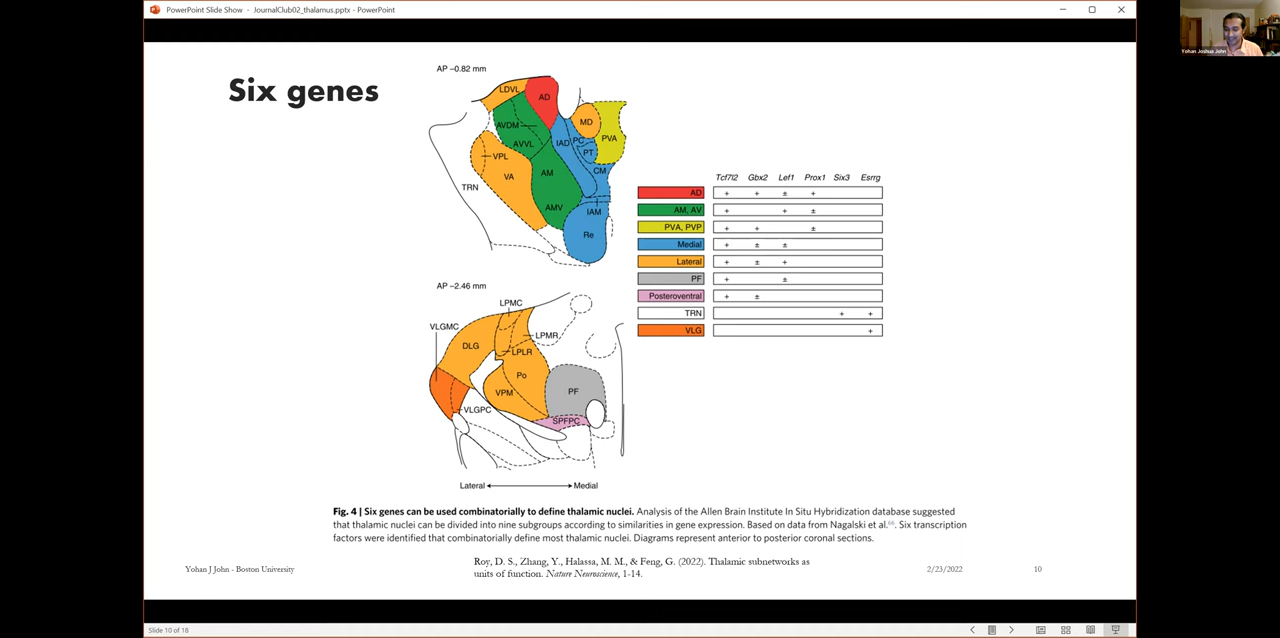 PowerPoint Slide Show - JournalClub02_thalamus.pptx - PowerPoint
Yohan Joshua John
Six genes
AP −0.82 mm
LDVL
AD
MD
AVDM
PVA
AVVL
IAD
PC
PT
VPL
CM
AM
VA
TRN
AMV
IAM
Re
Tcf7l2 Gbx2 Lef1 Prox1 Six3 Esrrg
AD + + ± +
AM, AV + + ±
PVA, PVP + + ±
Medial + ± ±
Lateral + ± +
PF + ±
Posteroventral + ±
TRN + +
VLG +
AP −2.46 mm
LPMC
VLGMC
LPMR
DLG
LPLR
Po
VPM
PF
VLGPC
SPFPC
Lateral Medial
Fig. 4 | Six genes can be used combinatorially to define thalamic nuclei. Analysis of the Allen Brain Institute In Situ Hybridization database suggested
that thalamic nuclei can be divided into nine subgroups according to similarities in gene expression. Based on data from Nagalski et al.66. Six transcription
factors were identified that combinatorially define most thalamic nuclei. Diagrams represent anterior to posterior coronal sections.
Roy, D. S., Zhang, Y., Halassa, M. M., & Feng, G. (2022). Thalamic subnetworks as
units of function. Nature Neuroscience, 1-14.
Yohan J John - Boston University
2/23/2022
10
Slide 10 of 18